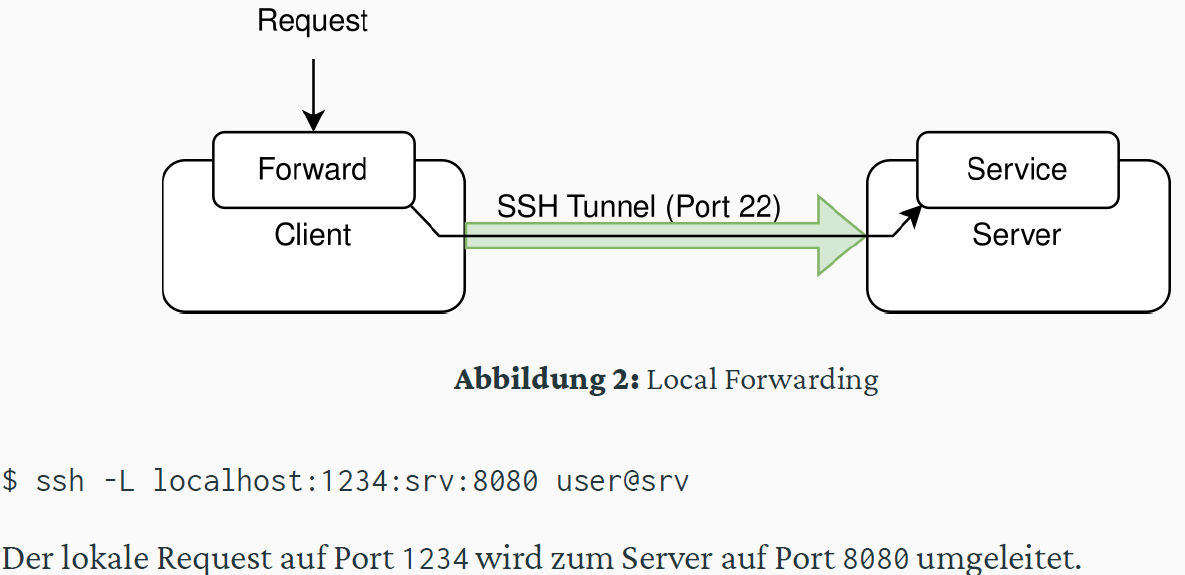 Request
Forward
Service
SSH Tunnel (Port 22)
Client
Server
Abbildung 2: Local Forwarding
$ ssh -L localhost:1234:srv:8080 user@srv
Der lokale Request auf Port 1234 wird zum Server auf Port 8080 umgeleitet.